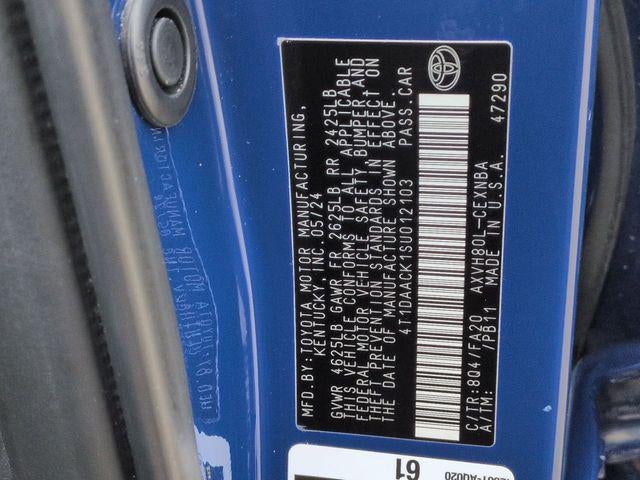 MFD.BY:TOYOTA MOTOR MANUFACTURING,
KENTUCKY, INC. 05/24
GVWR 4625LB GAWR FR 2625LB RR 2425LB
THIS VEHICLE CONFORMS TO ALL APPLICABLE
FEDERAL MOTOR VEHICLE SAFETY, BUMPER, AND
THEFT PREVENTION STANDARDS IN EFFECT ON
THE DATE OF MANUFACTURE SHOWN ABOVE.
4T1DAACK1SU012103 PASS.CAR
C/TR:8Q4/FA20 AXVH80L-CEXNBA
A/TM: /PB11 MADE IN U.S.A. 47290
61